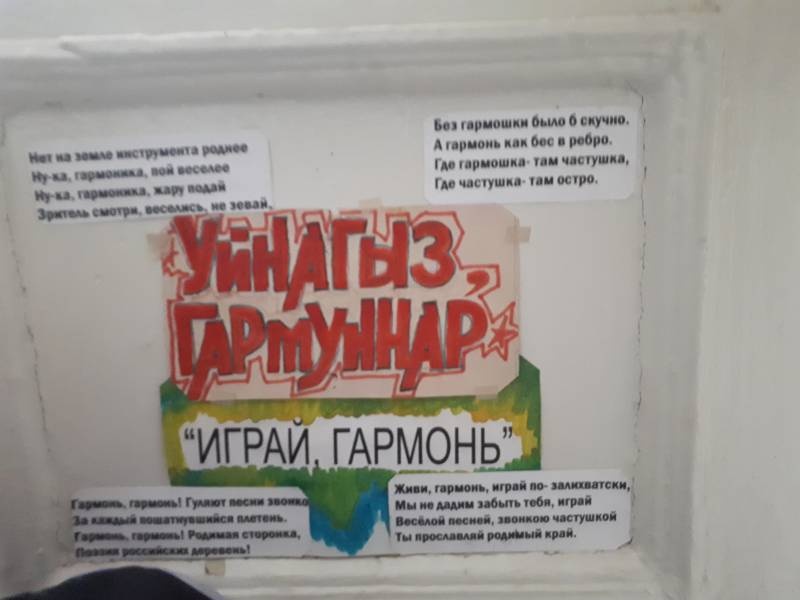 Нет на земле инструмента роднее
Ну-ка, гармоника, пой веселее
Ну-ка, гармоника, жару подай
Зритель смотри, веселись, не зевай,
Без гармошки было б скучно.
А гармонь как бес в ребро.
Где гармошка- там частушка,
Где частушка- там остро.
Уйнагыз,
гармуннар
“ИГРАЙ, ГАРМОНЬ”
Гармонь, гармонь! Гуляют песни звонко
За каждый пошатнувшийся плетень.
Гармонь, гармонь! Родимая сторонка,
Поэзия российских деревень!
Живи, гармонь, играй по- залихватски,
Мы не дадим забыть тебя, играй
Весёлой песней, звонкою частушкой
Ты прославляй родимый край.